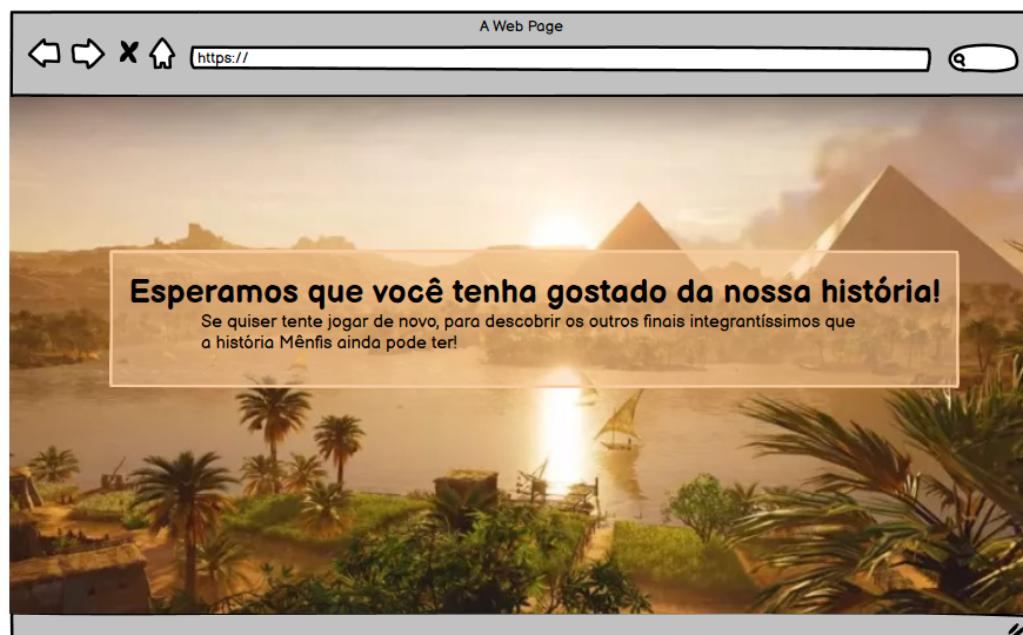 A Web Page
https://
Esperamos que você tenha gostado da nossa história!
Se quiser tente jogar de novo, para descobrir os outros finais integrantíssimos que
a história Mênfis ainda pode ter!